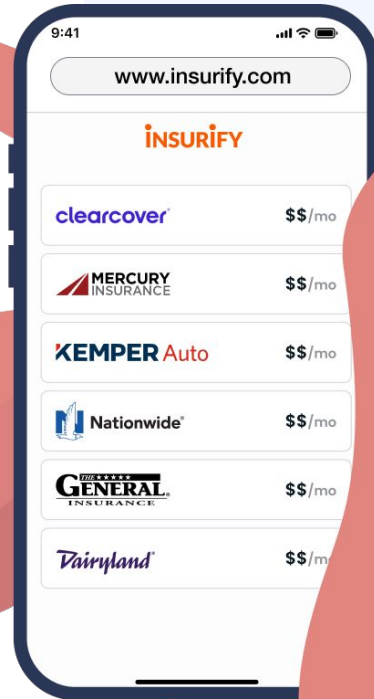 9:41
www.insurify.com
INSURIFY
clearcover $$/mo
MERCURY
INSURANCE $$/mo
KEMPER Auto $$/mo
Nationwide® $$/mo
THE
GENERAL®
INSURANCE $$/mo
Dairyland® $$/mo